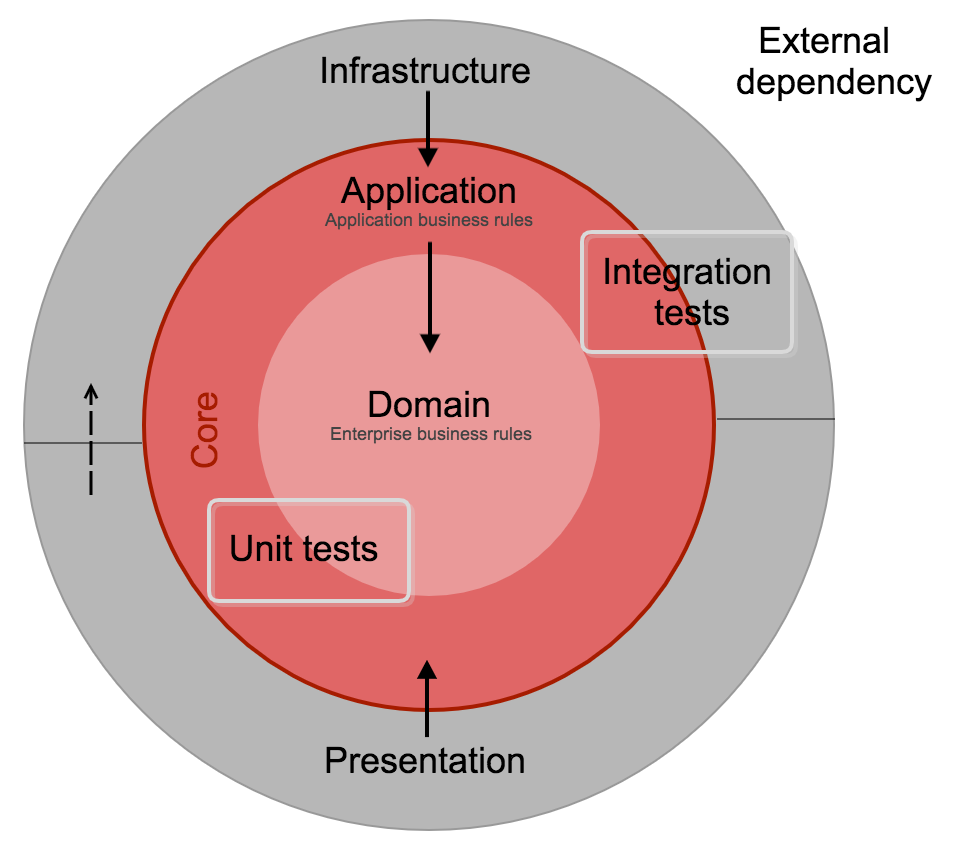 External
dependency
Infrastructure
Application
Application business rules
Integration
tests
Domain
Enterprise business rules
Core
Unit tests
Presentation